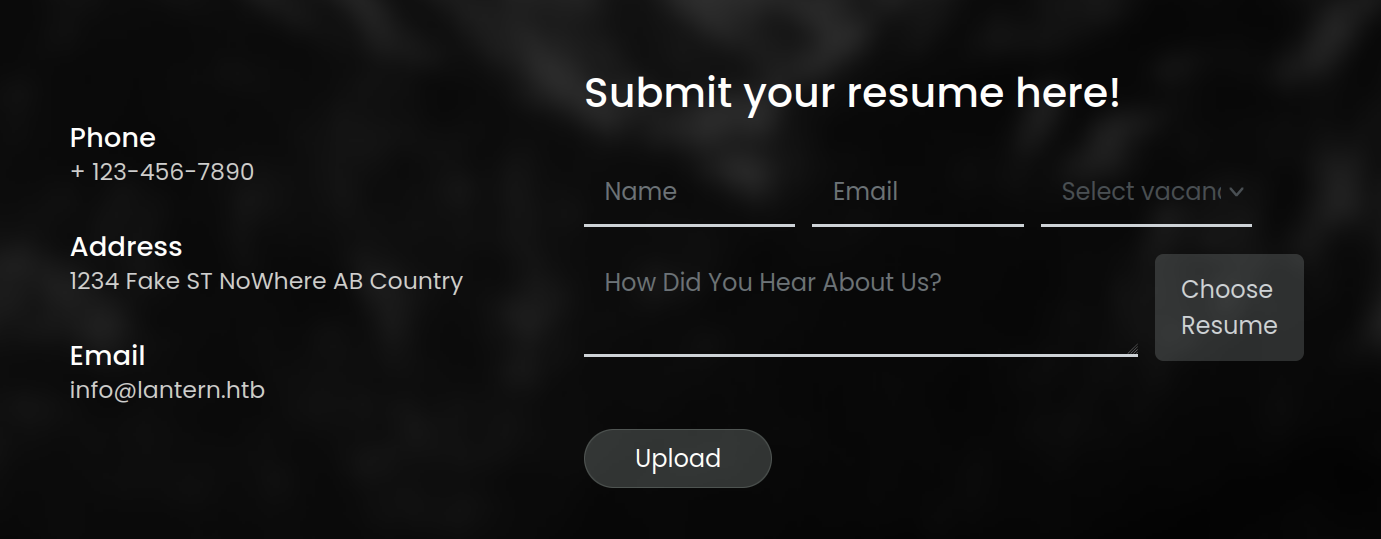 Phone
+ 123-456-7890
Address
1234 Fake ST NoWhere AB Country
Email
info@lantern.htb
Submit your resume here!
Name
Email
Select vacanc
How Did You Hear About Us?
Choose
Resume
Upload